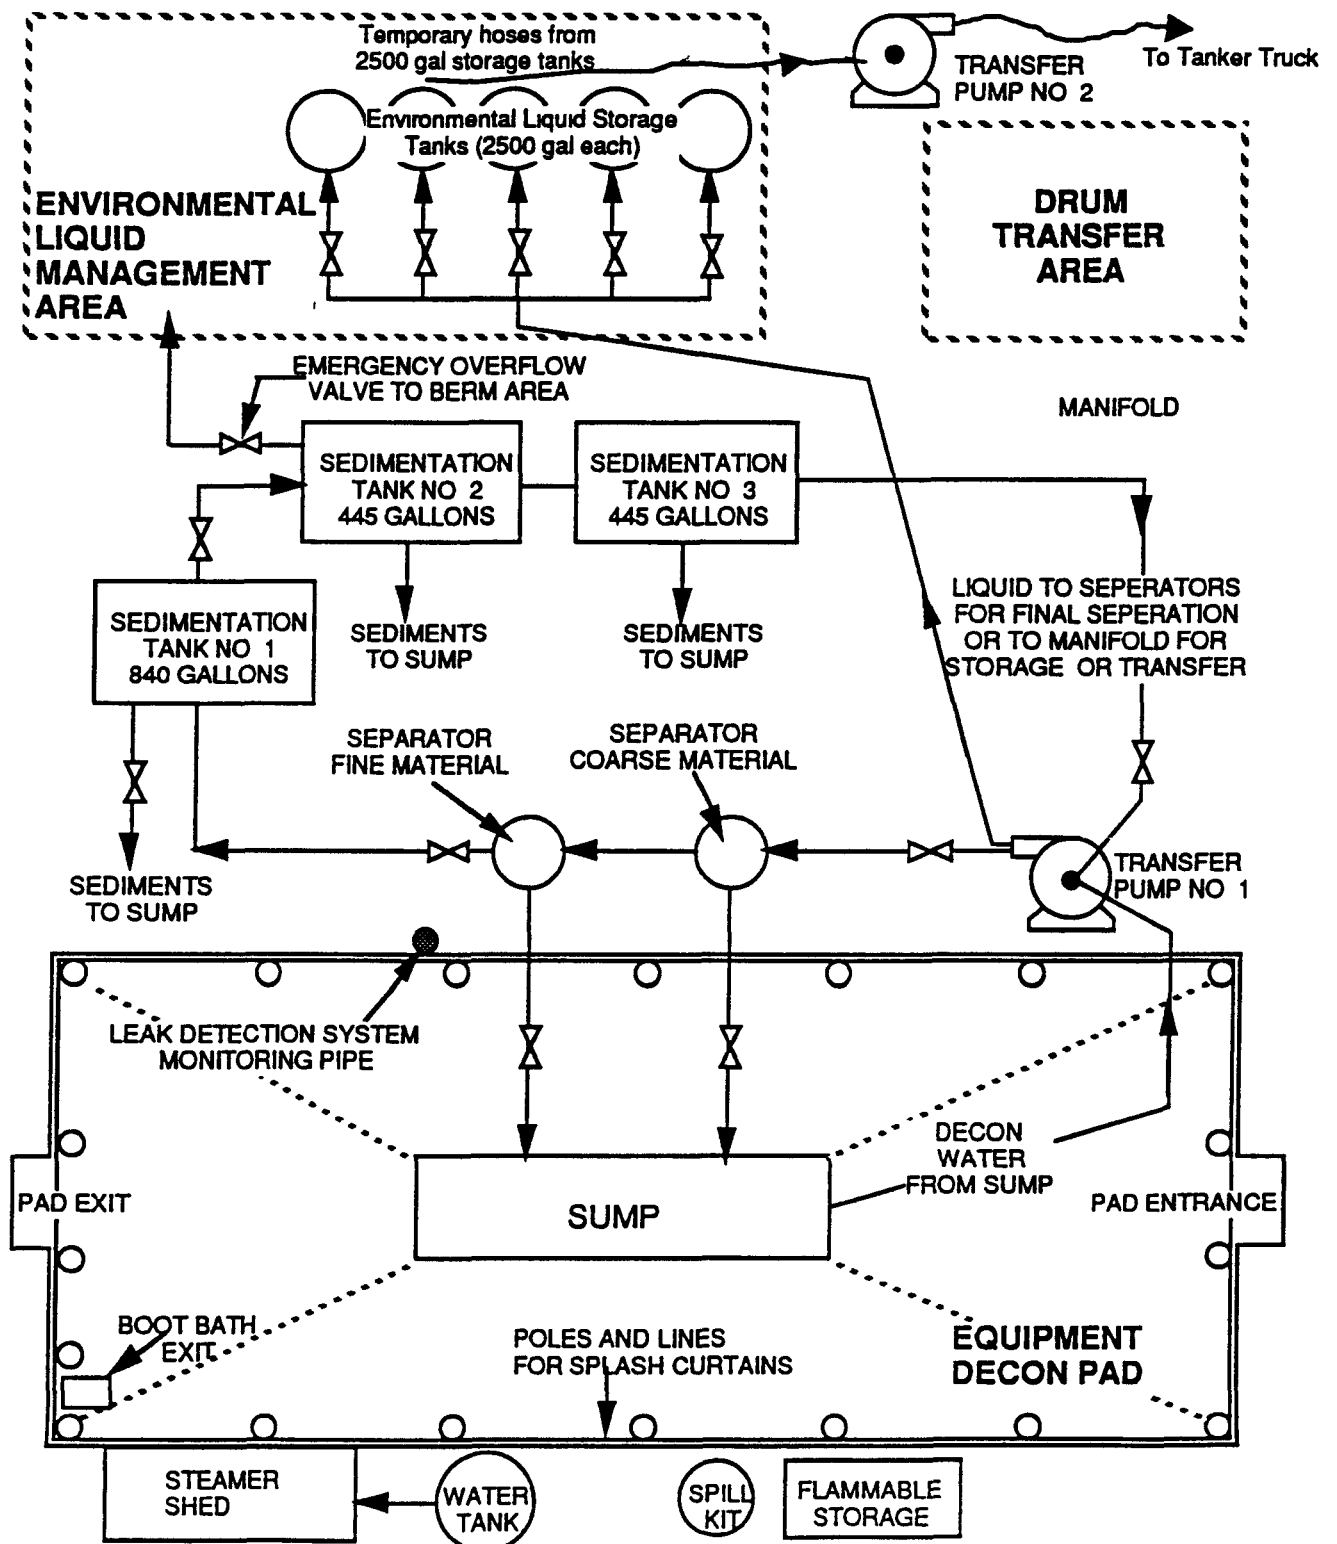 Temporary hoses from
2500 gal storage tanks
To Tanker Truck
TRANSFER
PUMP NO 2
Environmental Liquid Storage
Tanks (2500 gal each)
ENVIRONMENTAL
LIQUID
MANAGEMENT
AREA
DRUM
TRANSFER
AREA
EMERGENCY OVERFLOW
VALVE TO BERM AREA
MANIFOLD
SEDIMENTATION
TANK NO 2
445 GALLONS
SEDIMENTATION
TANK NO 3
445 GALLONS
LIQUID TO SEPERATORS
FOR FINAL SEPERATION
OR TO MANIFOLD FOR
STORAGE OR TRANSFER
SEDIMENTATION
TANK NO 1
840 GALLONS
SEDIMENTS
TO SUMP
SEDIMENTS
TO SUMP
SEPARATOR
FINE MATERIAL
SEPARATOR
COARSE MATERIAL
TRANSFER
PUMP NO 1
SEDIMENTS
TO SUMP
LEAK DETECTION SYSTEM
MONITORING PIPE
DECON
WATER
FROM SUMP
PAD EXIT
SUMP
PAD ENTRANCE
BOOT BATH
EXIT
POLES AND LINES
FOR SPLASH CURTAINS
EQUIPMENT
DECON PAD
STEAMER
SHED
WATER
TANK
SPILL
KIT
FLAMMABLE
STORAGE